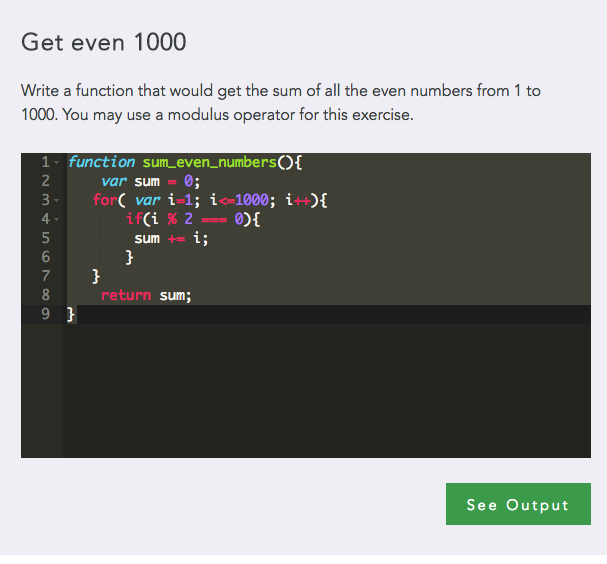 Get even 1000
Write a function that would get the sum of all the even numbers from 1 to
1000. You may use a modulus operator for this exercise.
1 function sum_even_numbers(){
2 var sum = 0;
3 for( var i=1; i<=1000; i++){
4 if(i % 2 === 0){
5 sum += i;
6 }
7 }
8 return sum;
9 }
See Output